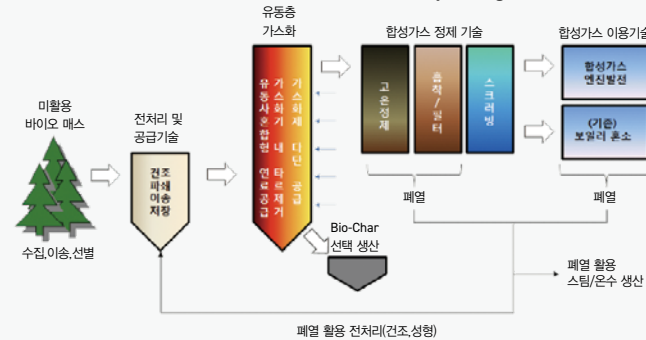 유동층
가스화
합성가스 정제 기술
합성가스 이용기술
미활용
바이오 매스
전처리 및
공급기술
건조
파쇄
이송
저장
가스화제 다단 공급
가스화기 내 타르제거
유동사혼합형 연료공급
고온정제
흡착/필터
스크러빙
합성가스
엔진발전
(기존)
보일러 혼소
수집,이송,선별
폐열
폐열
Bio-Char
선택 생산
폐열 활용
스팀/온수 생산
폐열 활용 전처리(건조,성형)